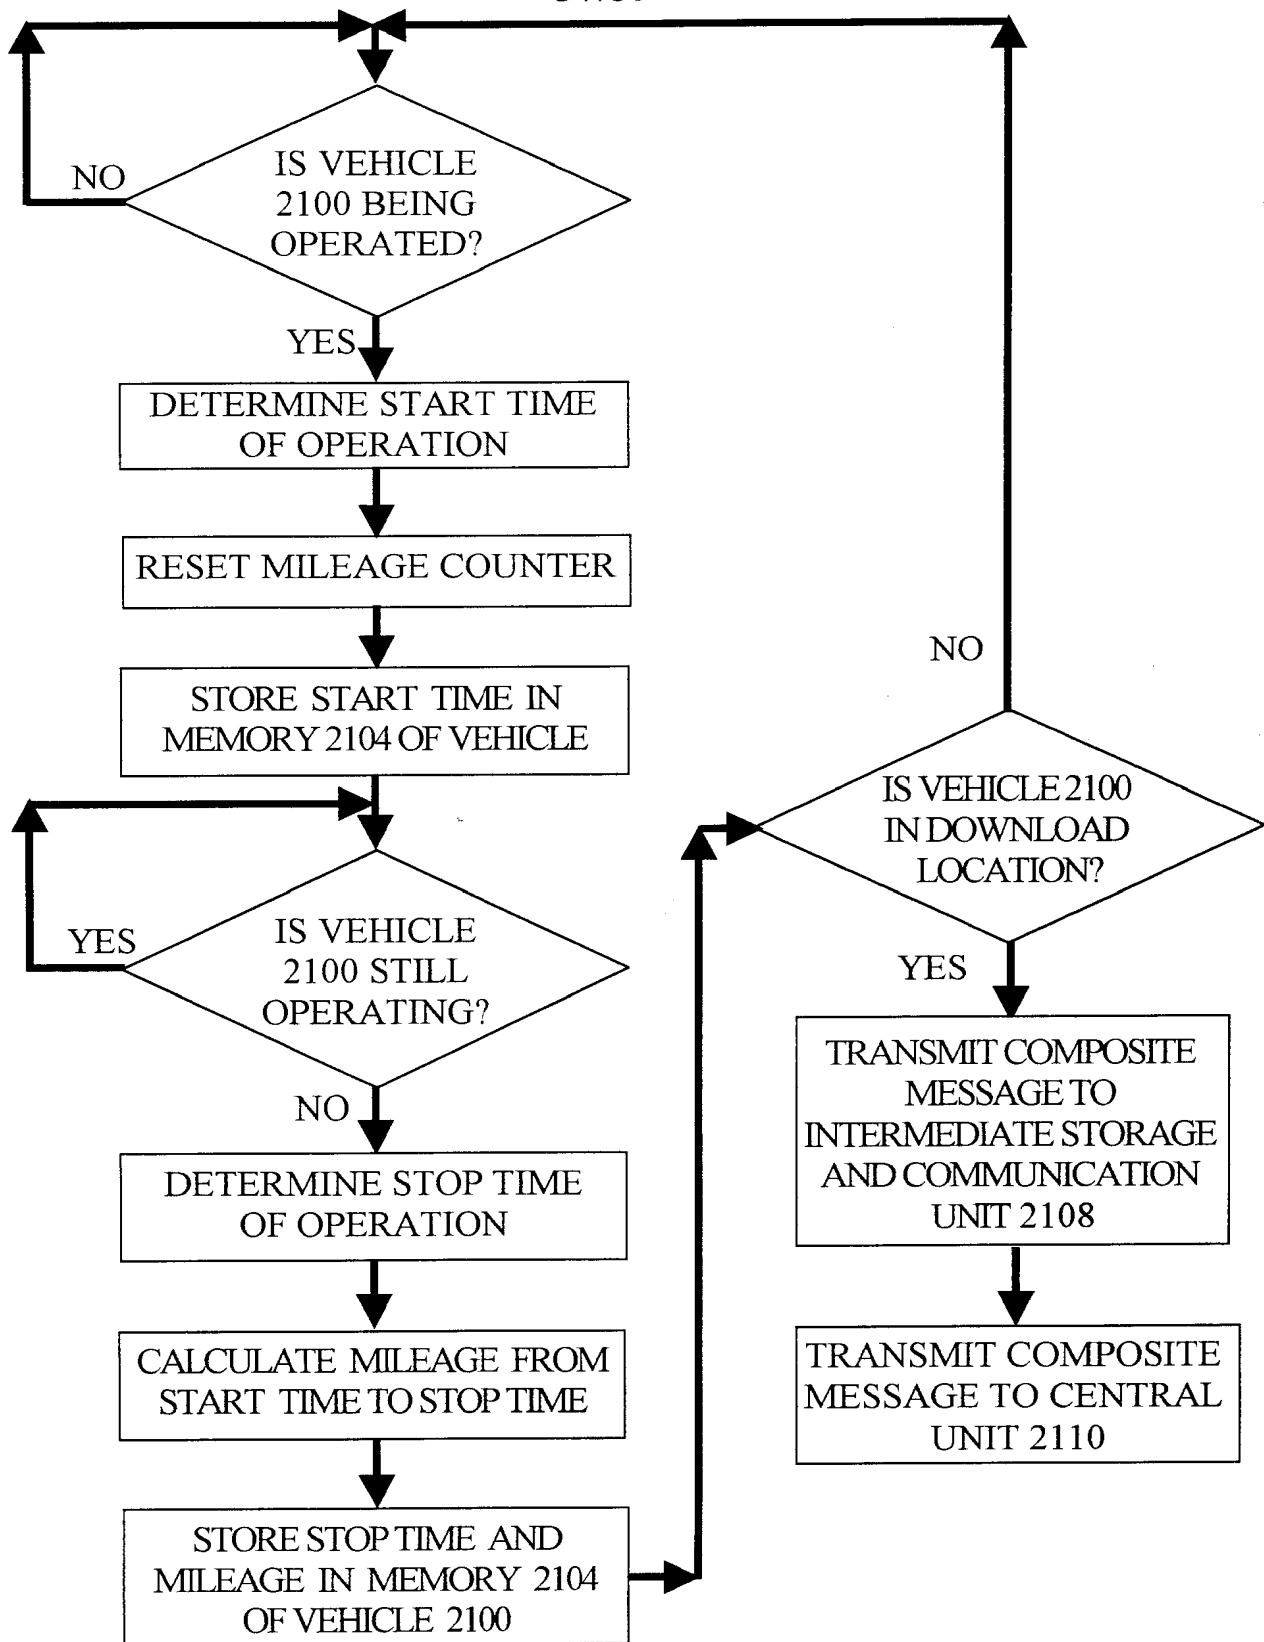 IS VEHICLE
2100 BEING
OPERATED?
NO
YES
DETERMINE START TIME
OF OPERATION
RESET MILEAGE COUNTER
STORE START TIME IN
MEMORY 2104 OF VEHICLE
IS VEHICLE
2100 STILL
OPERATING?
YES
NO
DETERMINE STOP TIME
OF OPERATION
CALCULATE MILEAGE FROM
START TIME TO STOP TIME
STORE STOP TIME AND
MILEAGE IN MEMORY 2104
OF VEHICLE 2100
NO
IS VEHICLE 2100
IN DOWNLOAD
LOCATION?
YES
TRANSMIT COMPOSITE
MESSAGE TO
INTERMEDIATE STORAGE
AND COMMUNICATION
UNIT 2108
TRANSMIT COMPOSITE
MESSAGE TO CENTRAL
UNIT 2110